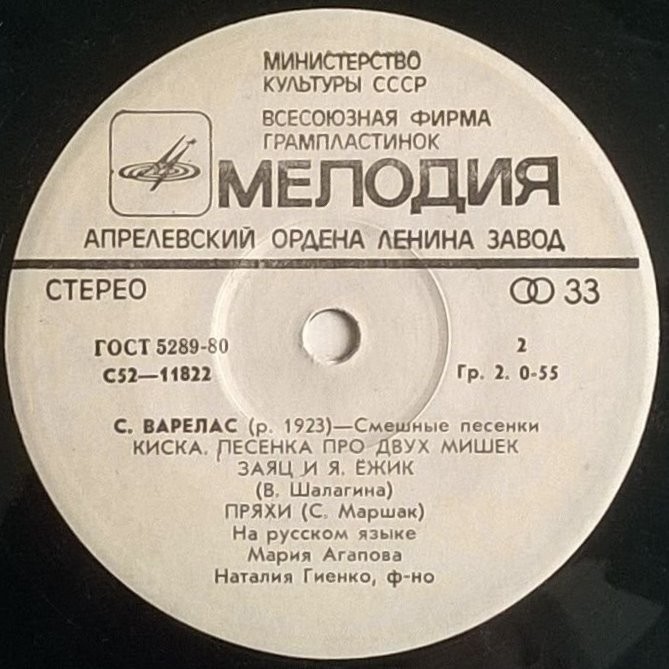 МИНИСТЕРСТВО
КУЛЬТУРЫ СССР
ВСЕСОЮЗНАЯ ФИРМА
ГРАМПЛАСТИНОК
МЕЛОДИЯ
АПРЕЛЕВСКИЙ ОРДЕНА ЛЕНИНА ЗАВОД
СТЕРЕО 33
ГОСТ 5289-80 2
С52—11822 Гр. 2. 0-55
С. ВАРЕЛАС (р. 1923)—Смешные песенки
КИСКА. ПЕСЕНКА ПРО ДВУХ МИШЕК
ЗАЯЦ И Я. ЁЖИК
(В. Шалагина)
ПРЯХИ (С. Маршак)
На русском языке
Мария Агапова
Наталия Гиенко, ф-но